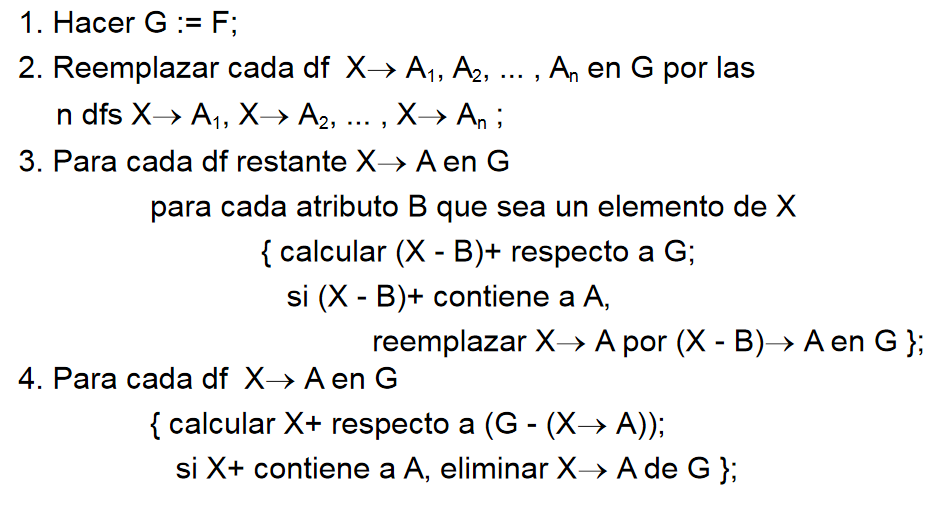 1. Hacer G := F;
2. Reemplazar cada df X→ A₁, A₂, ... , Aₙ en G por las
n dfs X→ A₁, X→ A₂, ... , X→ Aₙ ;
3. Para cada df restante X→ A en G
para cada atributo B que sea un elemento de X
{ calcular (X - B)+ respecto a G;
si (X - B)+ contiene a A,
reemplazar X→ A por (X - B)→ A en G };
4. Para cada df X→ A en G
{ calcular X+ respecto a (G - (X→ A));
si X+ contiene a A, eliminar X→ A de G };